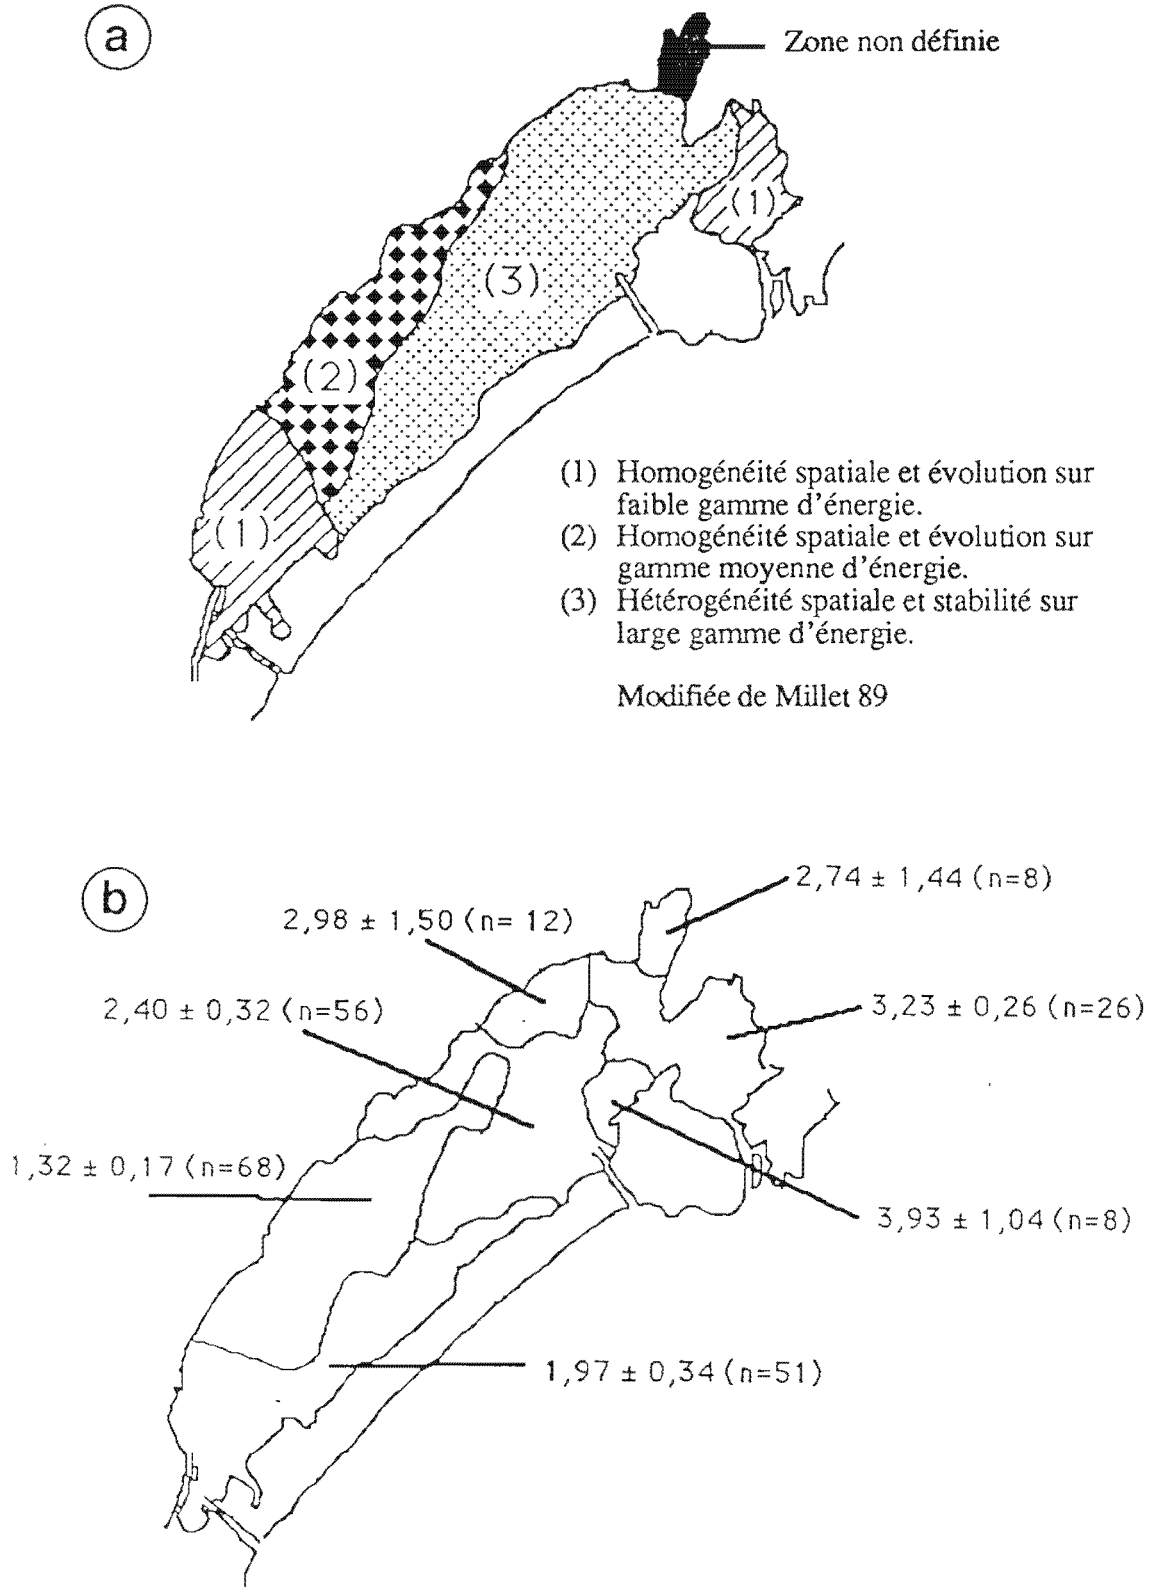 a
Zone non définie
(1)
(3)
(2)
(1)
(1) Homogénéité spatiale et évolution sur
faible gamme d'énergie.
(2) Homogénéité spatiale et évolution sur
gamme moyenne d'énergie.
(3) Hétérogénéité spatiale et stabilité sur
large gamme d'énergie.
Modifiée de Millet 89
b
2,74 ± 1,44 (n=8)
2,98 ± 1,50 (n= 12)
2,40 ± 0,32 (n=56)
3,23 ± 0,26 (n=26)
1,32 ± 0,17 (n=68)
3,93 ± 1,04 (n=8)
1,97 ± 0,34 (n=51)